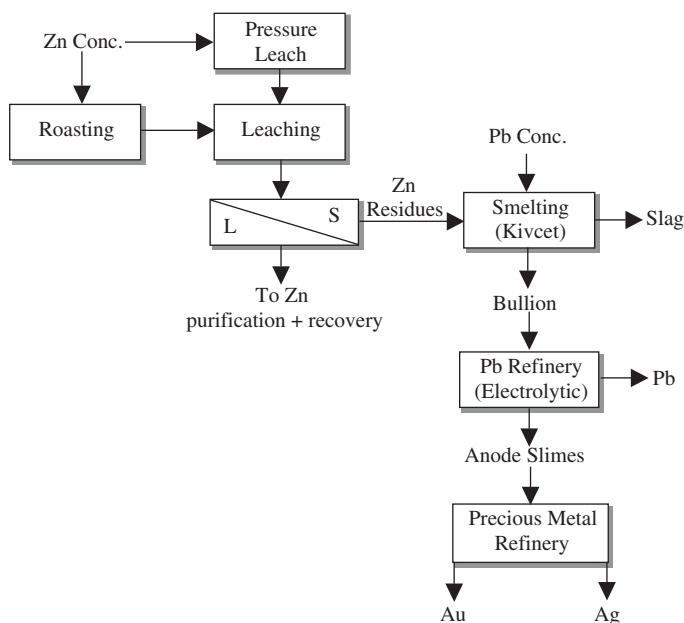 Zn Conc.
Pressure
Leach
Roasting
Leaching
Pb Conc.
L
S
Zn
Residues
Smelting
(Kivcet)
Slag
To Zn
purification + recovery
Bullion
Pb Refinery
(Electrolytic)
Pb
Anode Slimes
Precious Metal
Refinery
Au
Ag